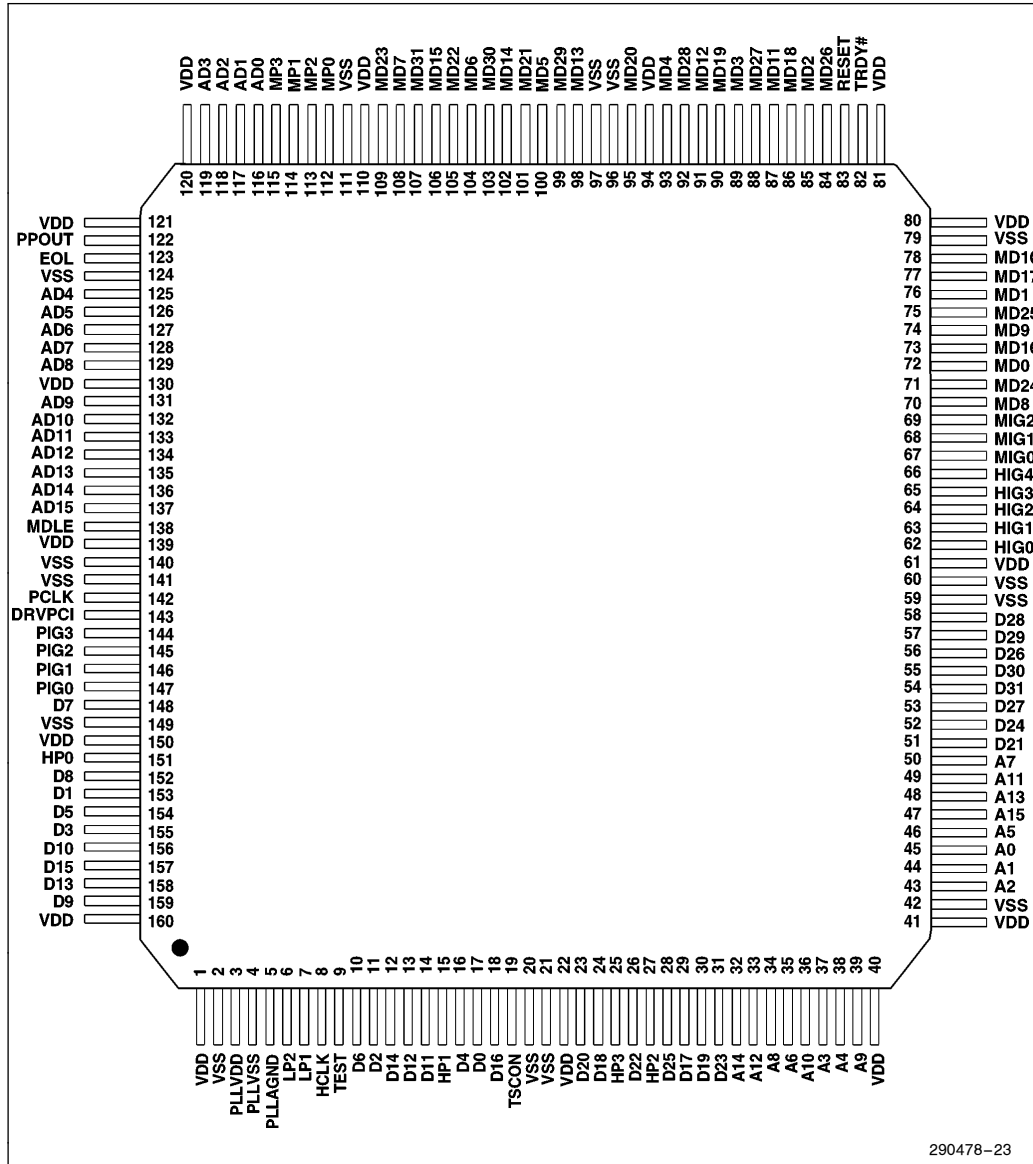 VDD AD3 AD2 AD1 AD0 MP3 MP1 MP2 MP0 VSS VDD MD23 MD7 MD31 MD15 MD22 MD6 MD30 MD14 MD21 MD5 MD29 MD13 VSS VSS MD20 VDD MD4 MD28 MD12 MD19 MD3 MD27 MD11 MD18 MD2 MD26 RESET TRDY# VDD
120 119 118 117 116 115 114 113 112 111 110 109 108 107 106 105 104 103 102 101 100 99 98 97 96 95 94 93 92 91 90 89 88 87 86 85 84 83 82 81
VDD 121 80 VDD
PPOUT 122 79 VSS
EOL 123 78 MD16
VSS 124 77 MD17
AD4 125 76 MD1
AD5 126 75 MD25
AD6 127 74 MD9
AD7 128 73 MD16
AD8 129 72 MD0
VDD 130 71 MD24
AD9 131 70 MD8
AD10 132 69 MIG2
AD11 133 68 MIG1
AD12 134 67 MIG0
AD13 135 66 HIG4
AD14 136 65 HIG3
AD15 137 64 HIG2
MDLE 138 63 HIG1
VDD 139 62 HIG0
VSS 140 61 VDD
VSS 141 60 VSS
PCLK 142 59 VSS
DRVPCI 143 58 D28
PIG3 144 57 D29
PIG2 145 56 D26
PIG1 146 55 D30
PIG0 147 54 D31
D7 148 53 D27
VSS 149 52 D24
VDD 150 51 D21
HP0 151 50 A7
D8 152 49 A11
D1 153 48 A13
D5 154 47 A15
D3 155 46 A5
D10 156 45 A0
D15 157 44 A1
D13 158 43 A2
D9 159 42 VSS
VDD 160 41 VDD
1 2 3 4 5 6 7 8 9 10 11 12 13 14 15 16 17 18 19 20 21 22 23 24 25 26 27 28 29 30 31 32 33 34 35 36 37 38 39 40
VDD VSS PLLVDD PLLVSS PLLAGND LP2 LP1 HCLK TEST D6 D2 D14 D12 D11 HP1 D4 D0 D16 TSCON VSS VSS VDD D20 D18 HP3 D22 HP2 D25 D17 D19 D23 A14 A12 A8 A6 A10 A3 A4 A9 VDD
290478–23